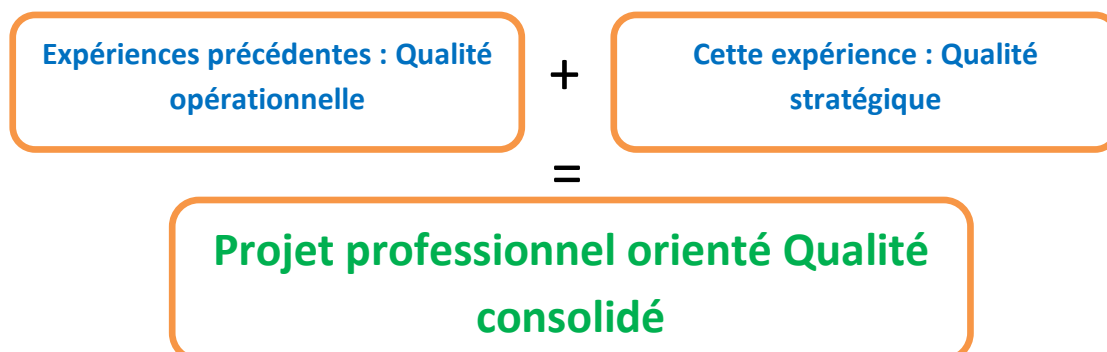 Expériences précédentes : Qualité
opérationnelle
+
Cette expérience : Qualité
stratégique
=
Projet professionnel orienté Qualité
consolidé